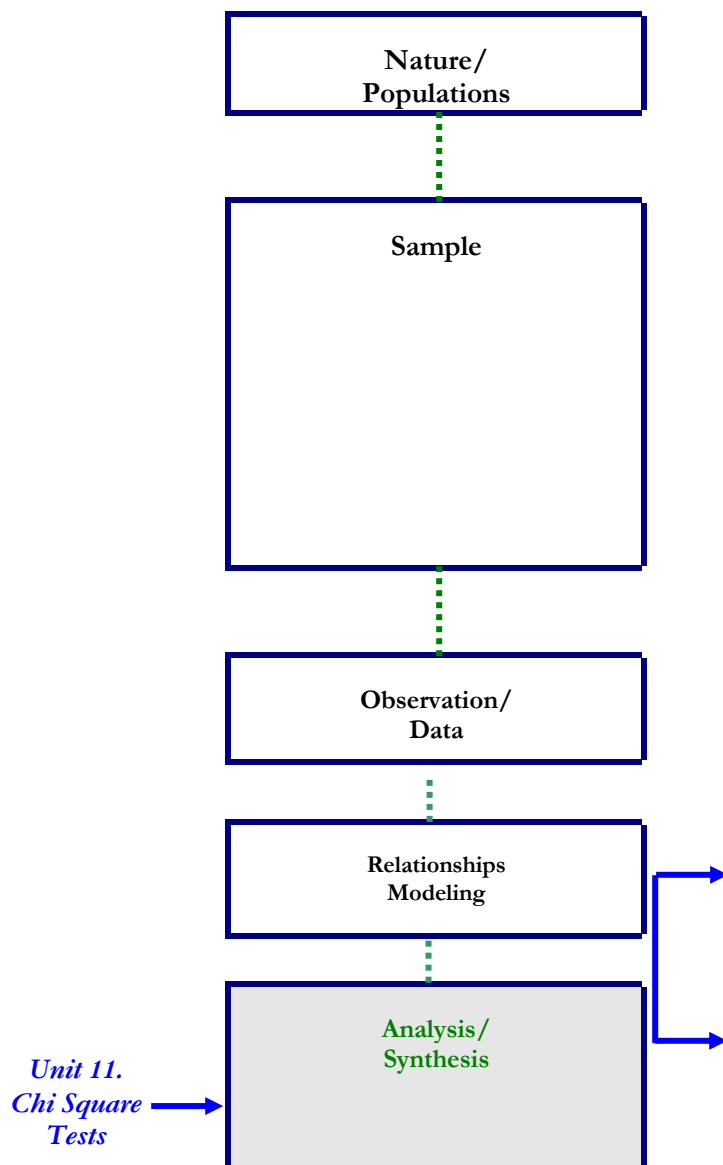 Nature/
Populations
Sample
Observation/
Data
Relationships
Modeling
Analysis/
Synthesis
Unit 11.
Chi Square
Tests